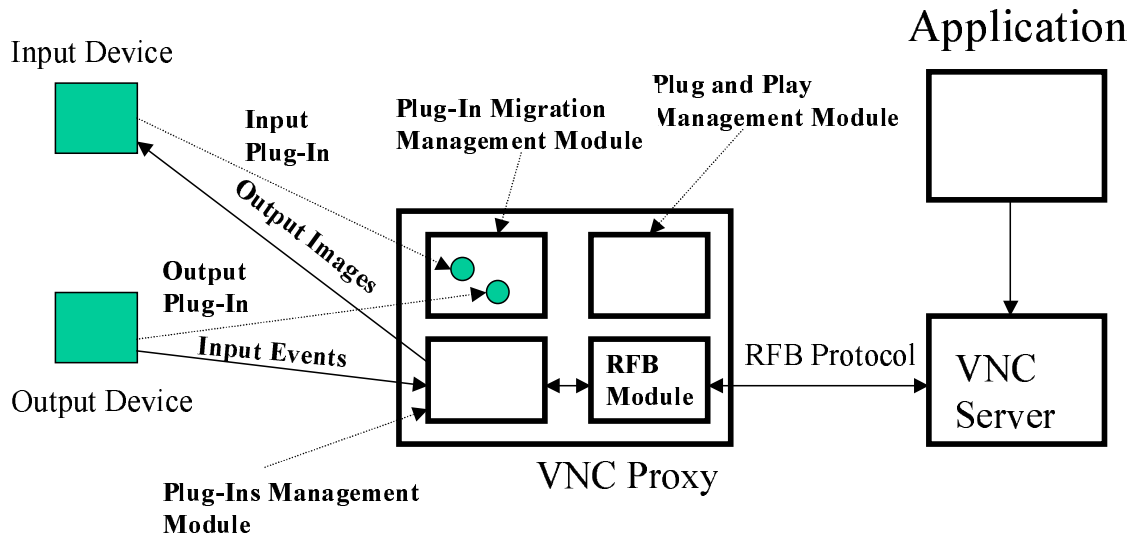 Application
Input Device
Plug and Play
Management Module
Plug-In Migration
Management Module
Input
Plug-In
Output Images
Output
Plug-In
Input Events
RFB
Module
RFB Protocol
VNC
Server
Output Device
VNC Proxy
Plug-Ins Management
Module